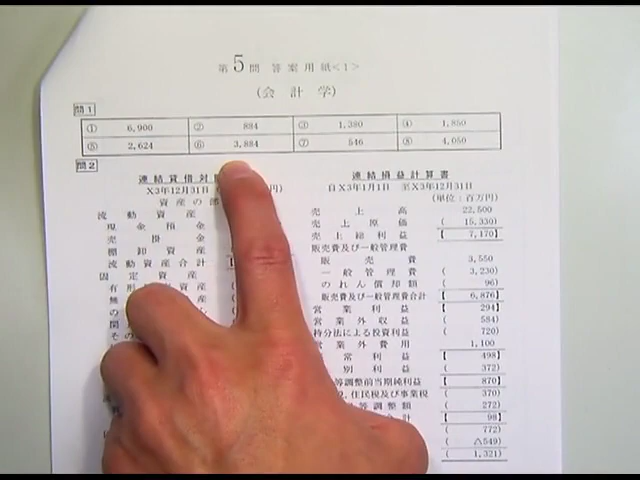 第5問 答案用紙<1>
(会計学)
問1
① 6,900 ② 884 ③ 1,380 ④ 1,850
⑤ 2,624 ⑥ 3,884 ⑦ 546 ⑧ 4,050
問2
連結貸借対
X3年12月31日
資産の部
流動資産
現金預金
売掛金
棚卸資産
流動資産合計
固定資産
有形
無
の
関
そ
連結損益計算書
自X3年1月1日 至X3年12月31日
(単位:百万円)
売上高 22,500
売上原価 ( 15,330)
売上総利益 【 7,170】
販売費及び一般管理費
販売費 3,550
一般管理費 ( 3,230)
のれん償却額 ( 96)
販売費及び一般管理費合計 ( 6,876)
営業利益 【 294】
営業外収益 ( 584)
持分法による投資利益 ( 720)
営業外費用 1,100
常利益 【 498】
別利益 ( 372)
等調整前当期純利益 【 870】
税、住民税及び事業税 ( 370)
等調整額 ( 272)
計 【 98】
( 772)
( △549)
( 1,321)